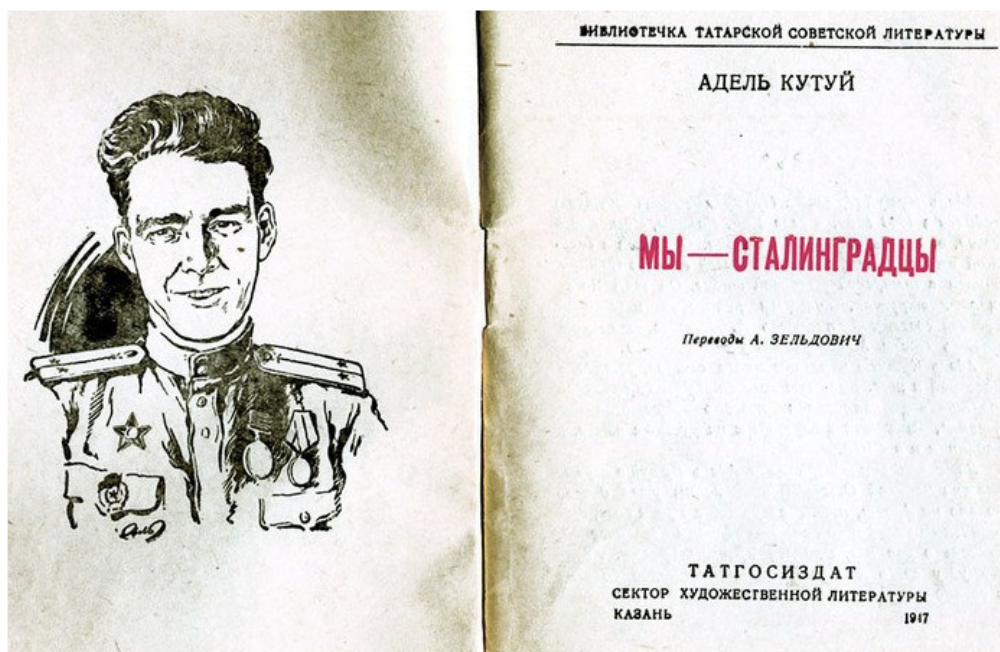 БИБЛИОТЕЧКА ТАТАРСКОЙ СОВЕТСКОЙ ЛИТЕРАТУРЫ
АДЕЛЬ КУТУЙ
МЫ — СТАЛИНГРАДЦЫ
Переводы А. ЗЕЛЬДОВИЧ
ТАТГОСИЗДАТ
СЕКТОР ХУДОЖЕСТВЕННОЙ ЛИТЕРАТУРЫ
КАЗАНЬ 1947